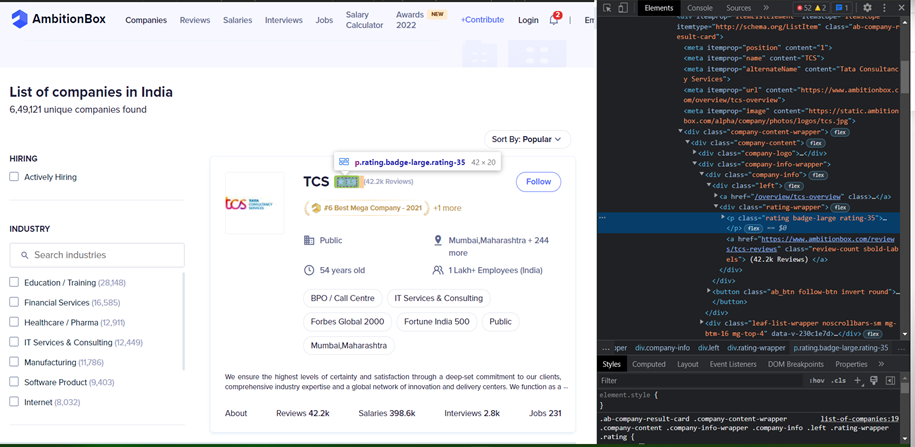 AmbitionBox
Companies Reviews Salaries Interviews Jobs Salary Calculator Awards 2022 NEW +Contribute Login 2
List of companies in India
6,49,121 unique companies found
Sort By: Popular
HIRING
Actively Hiring
INDUSTRY
Search industries
Education / Training (28,148)
Financial Services (16,585)
Healthcare / Pharma (12,911)
IT Services & Consulting (12,449)
Manufacturing (11,786)
Software Product (9,403)
Internet (8,032)
p.rating.badge-large.rating-35 42 × 20
tcs TATA CONSULTANCY SERVICES
TCS (42.2k Reviews) Follow
#6 Best Mega Company - 2021 +1 more
Public
Mumbai,Maharashtra + 244 more
54 years old
1 Lakh+ Employees (India)
BPO / Call Centre IT Services & Consulting
Forbes Global 2000 Fortune India 500 Public
Mumbai,Maharashtra
We ensure the highest levels of certainty and satisfaction through a deep-set commitment to our clients,
comprehensive industry expertise and a global network of innovation and delivery centers. We function as a ...
About Reviews 42.2k Salaries 398.6k Interviews 2.8k Jobs 231
Elements Console Sources » 52 2 1
itemtype="http://schema.org/ListItem" class="ab-company-re
sult-card">
<meta itemprop="position" content="1">
<meta itemprop="name" content="TCS">
<meta itemprop="alternateName" content="Tata Consultanc
y Services">
<meta itemprop="url" content="https://www.ambitionbox.c
om/overview/tcs-overview">
<meta itemprop="image" content="https://static.ambition
box.com/alpha/company/photos/logos/tcs.jpg">
<div class="company-content-wrapper"> flex
<div class="company-content"> flex
<div class="company-logo">…</div>
<div class="company-info-wrapper"> flex
<div class="company-info"> flex
<div class="left"> flex
<a href="/overview/tcs-overview" class>…</a>
<div class="rating-wrapper"> flex
<p class="rating badge-large rating-35">…
</p> flex == $0
<a href="https://www.ambitionbox.com/review
s/tcs-reviews" class="review-count sbold-Lab
els"> (42.2k Reviews) </a>
</div>
</div>
<button class="ab_btn follow-btn invert round">…
</button>
</div>
<div class="leaf-list-wrapper noscrollbars-sm mg-
btm-16 mg-top-4" data-v-230c1e7d>…</div> flex
… pper div.company-info div.left div.rating-wrapper p.rating.badge-large.rating-35 …
Styles Computed Layout Event Listeners DOM Breakpoints Properties »
Filter :hov .cls +
element.style {
}
.ab-company-result-card .company-content-wrapper list-of-companies:19
.company-content .company-info-wrapper .company-info .left .rating-wrapper
.rating {